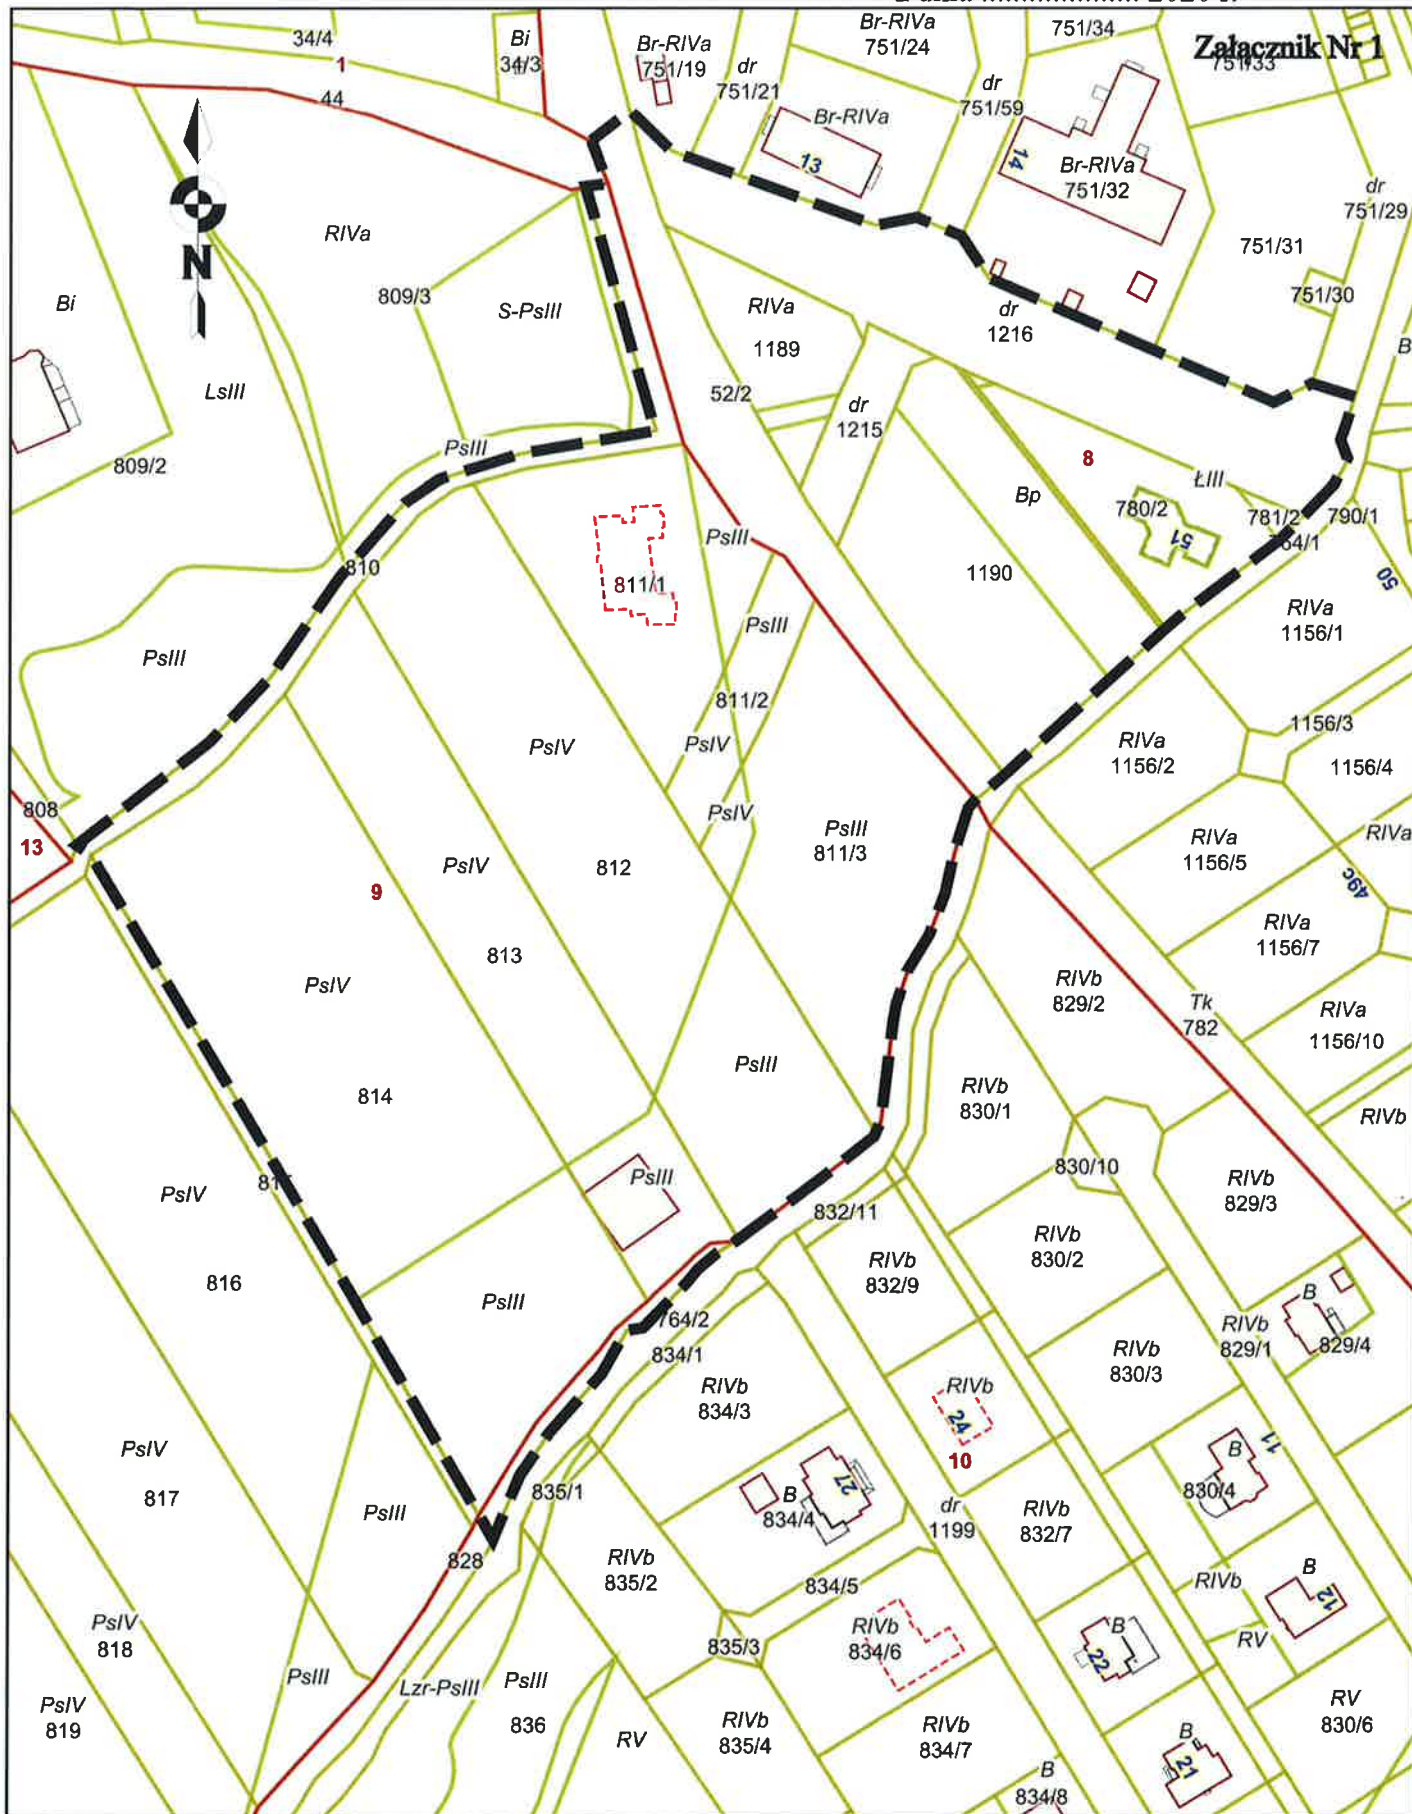 2020 r.
Załącznik Nr 1
34/4
1
44
Bi
34/3
Br-RIVa
751/19
dr
751/21
Br-RIVa
751/24
751/34
751/33
dr
751/59
Br-RIVa
13
14
Br-RIVa
751/32
dr
751/29
751/31
751/30
N
RIVa
809/3
S-PsIII
Bi
LsIII
809/2
RIVa
1189
52/2
dr
1216
B
dr
1215
PsIII
8
ŁIII
780/2
51
781/2
764/1
790/1
50
Bp
1190
PsIII
810
811/1
PsIII
811/2
PsIV
PsIII
RIVa
1156/1
1156/3
RIVa
1156/2
1156/4
808
13
PsIV
PsIV
PsIII
811/3
RIVa
1156/5
RIVa
49c
9
PsIV
812
813
RIVa
1156/7
PsIV
RIVb
829/2
Tk
782
RIVa
1156/10
814
PsIII
RIVb
830/1
RIVb
830/10
PsIV
PsIII
832/11
RIVb
829/3
816
RIVb
832/9
RIVb
830/2
PsIII
764/2
834/1
B
RIVb
829/1
829/4
RIVb
830/3
RIVb
834/3
RIVb
24
10
PsIV
817
PsIII
835/1
B
834/4
27
11
B
830/4
dr
1199
RIVb
832/7
828
RIVb
835/2
834/5
RIVb
B
12
PsIV
818
835/3
RIVb
834/6
B
22
RV
PsIII
Lzr-PsIII
PsIII
836
PsIV
819
RV
RIVb
835/4
RIVb
834/7
RV
830/6
B
21
B
834/8